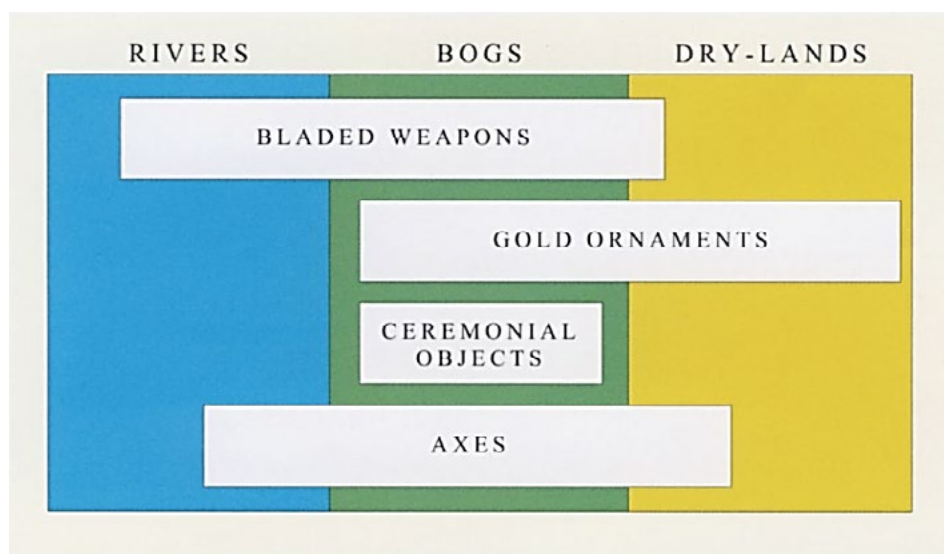 RIVERS BOGS DRY-LANDS
BLADED WEAPONS
GOLD ORNAMENTS
CEREMONIAL
OBJECTS
AXES